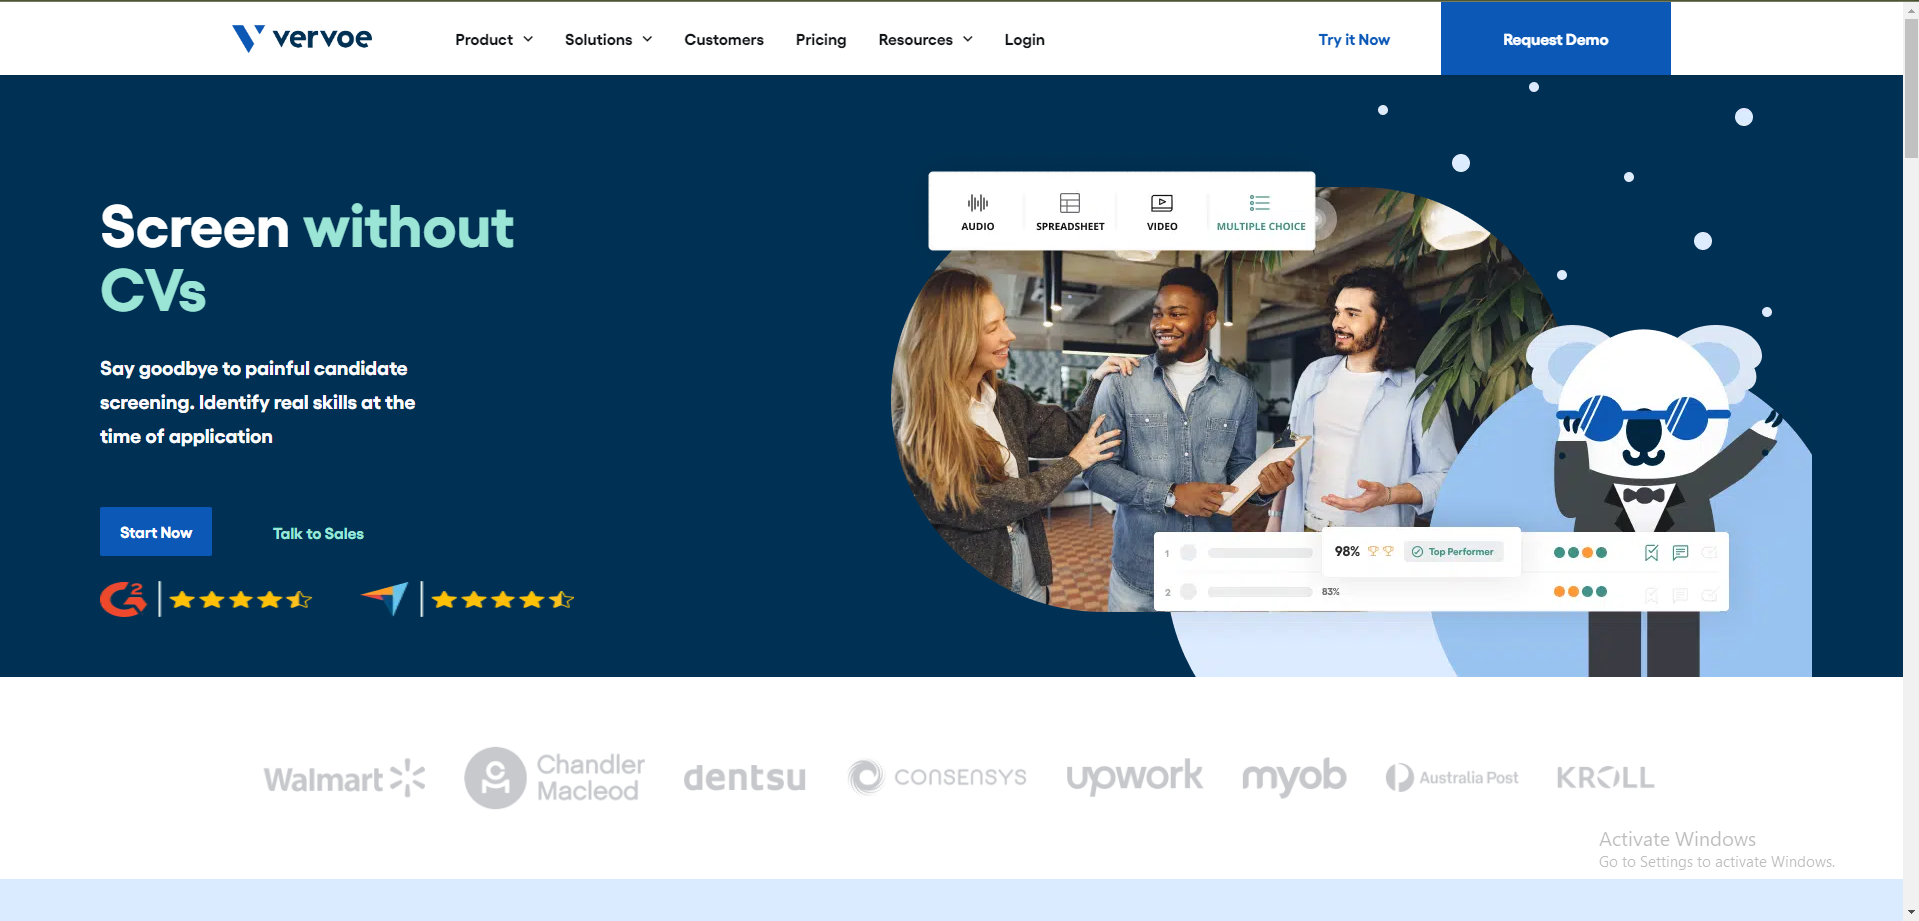 vervoe
Product
Solutions
Customers
Pricing
Resources
Login
Try it Now
Request Demo
Screen without
CVs
Say goodbye to painful candidate
screening. Identify real skills at the
time of application
Start Now
Talk to Sales
G2
AUDIO
SPREADSHEET
VIDEO
MULTIPLE CHOICE
1
98%
Top Performer
2
83%
Walmart
Chandler
Macleod
dentsu
CONSENSYS
upwork
myob
Australia Post
KROLL
Activate Windows
Go to Settings to activate Windows.